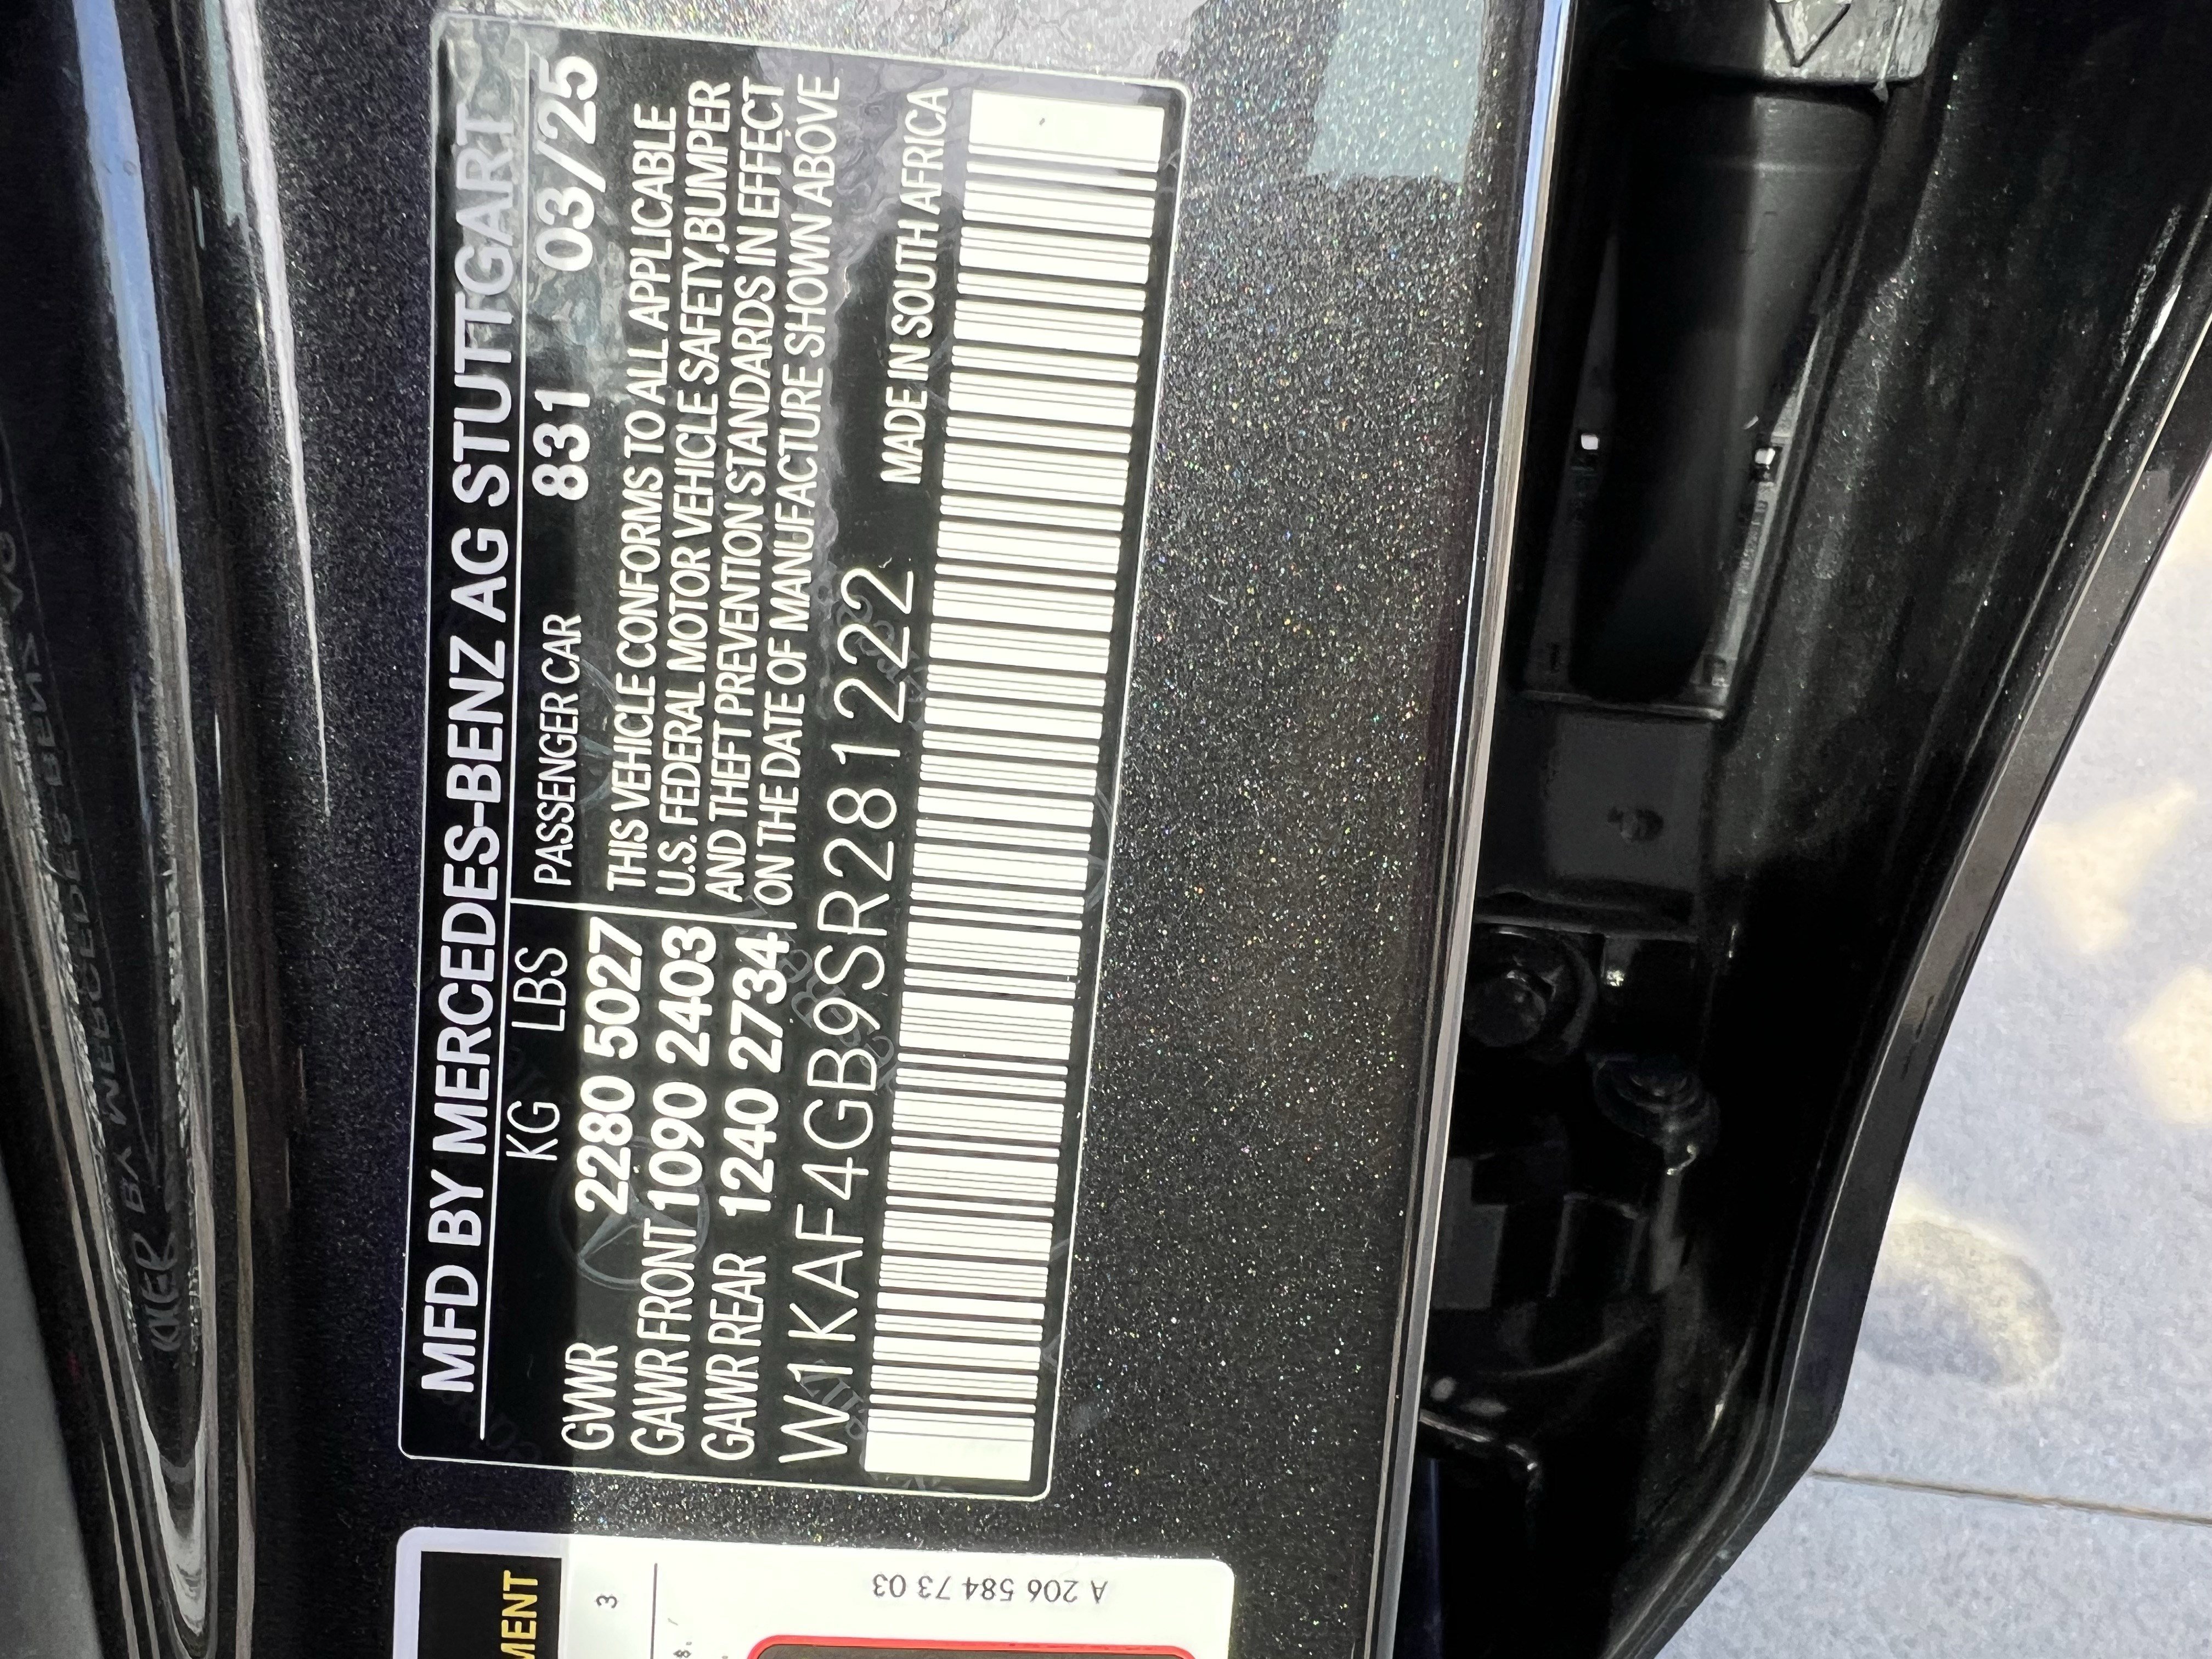 MFD BY MERCEDES-BENZ AG STUTTGART
KG LBS PASSENGER CAR 831 03/25
GVWR 2280 5027 THIS VEHICLE CONFORMS TO ALL APPLICABLE
GAWR FRONT 1090 2403 U.S. FEDERAL MOTOR VEHICLE SAFETY,BUMPER
GAWR REAR 1240 2734 AND THEFT PREVENTION STANDARDS IN EFFECT
ON THE DATE OF MANUFACTURE SHOWN ABOVE
W1KAF4GB9SR281222 MADE IN SOUTH AFRICA
MENT
3
A 206 584 73 03